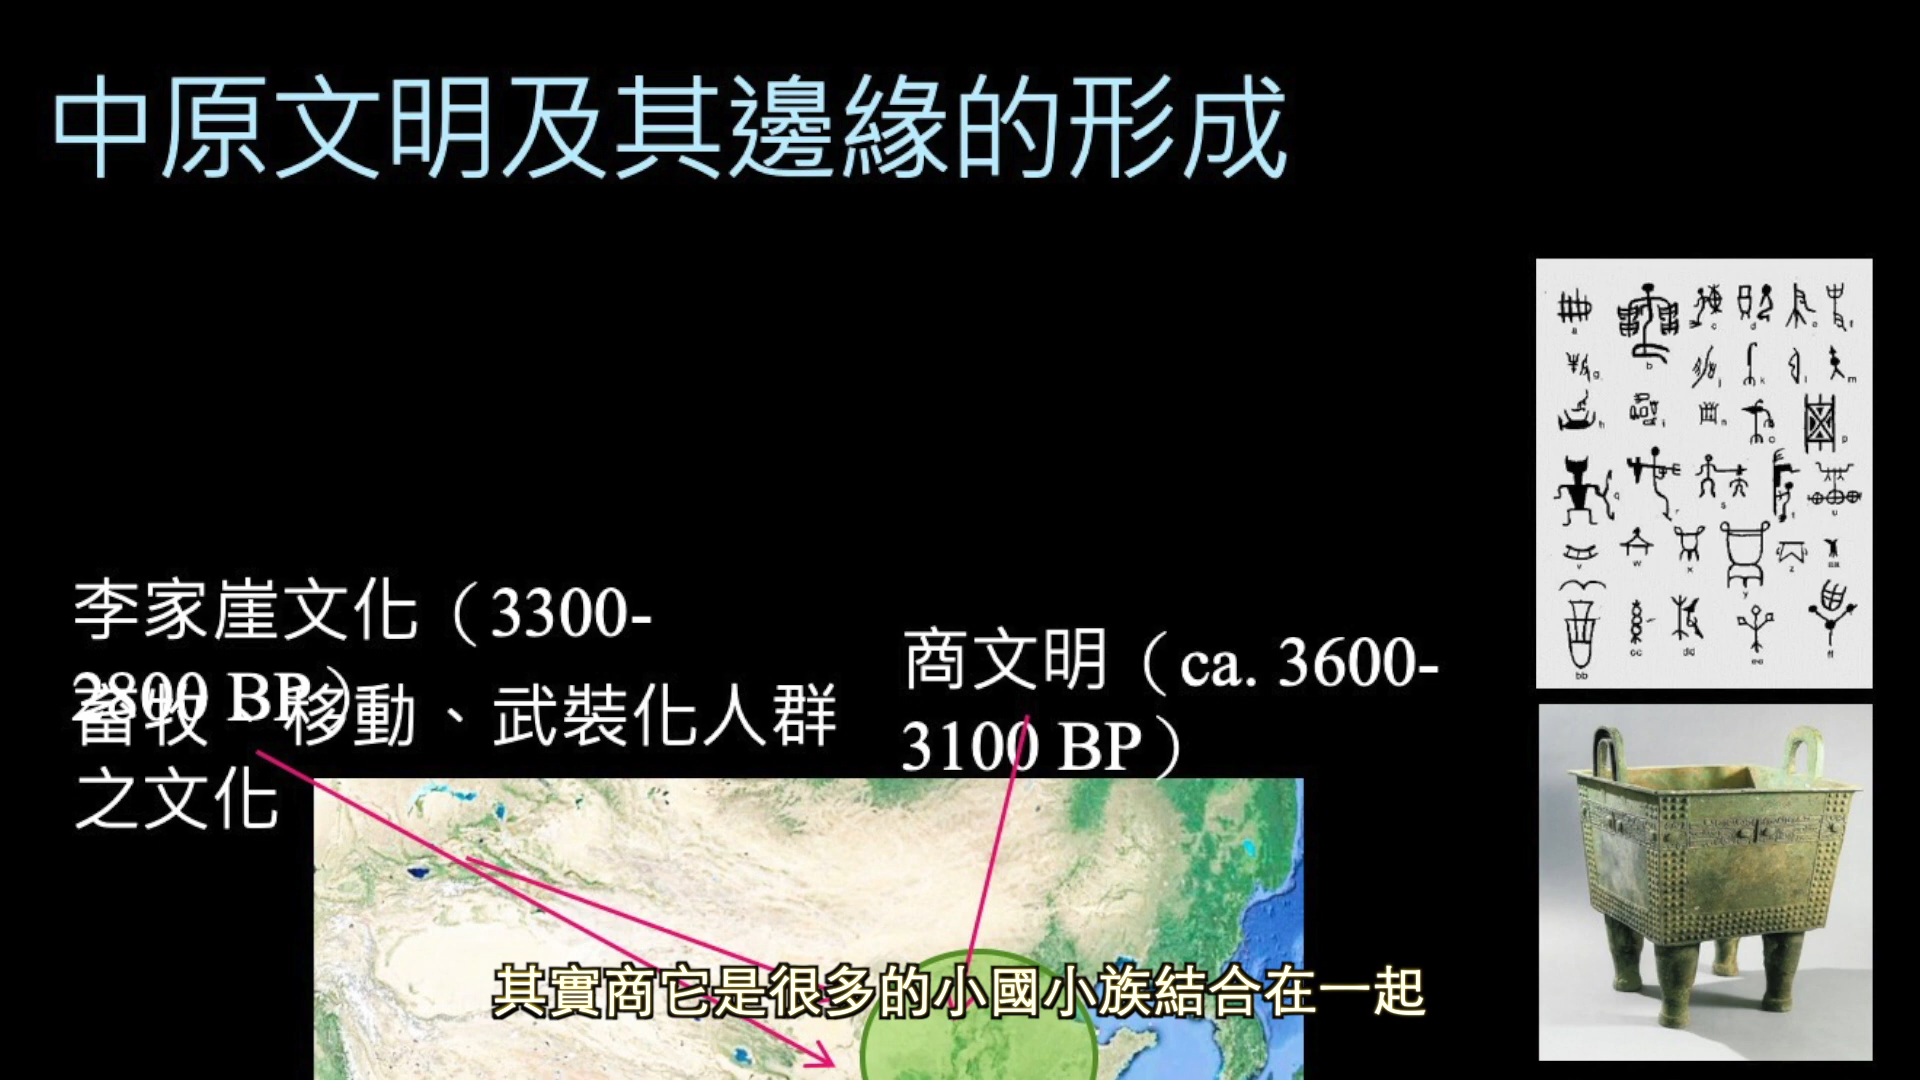 中原文明及其邊緣的形成
李家崖文化（3300-
2800 BP）
畜牧、移動、武裝化人群
之文化
商文明（ca. 3600-
3100 BP）
其實商它是很多的小國小族結合在一起